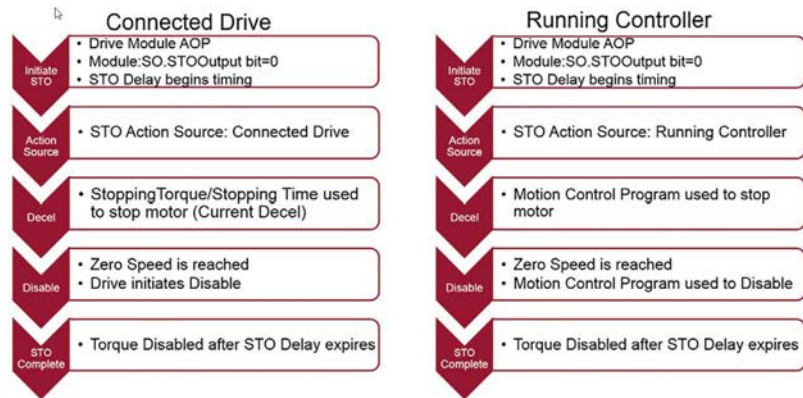 Connected Drive
Initiate
STO
• Drive Module AOP
• Module:SO.STOOutput bit=0
• STO Delay begins timing
Action
Source
• STO Action Source: Connected Drive
Decel
• StoppingTorque/Stopping Time used
to stop motor (Current Decel)
Disable
• Zero Speed is reached
• Drive initiates Disable
STO
Complete
• Torque Disabled after STO Delay expires
Running Controller
Initiate
STO
• Drive Module AOP
• Module:SO.STOOutput bit=0
• STO Delay begins timing
Action
Source
• STO Action Source: Running Controller
Decel
• Motion Control Program used to stop
motor
Disable
• Zero Speed is reached
• Motion Control Program used to Disable
STO
Complete
• Torque Disabled after STO Delay expires